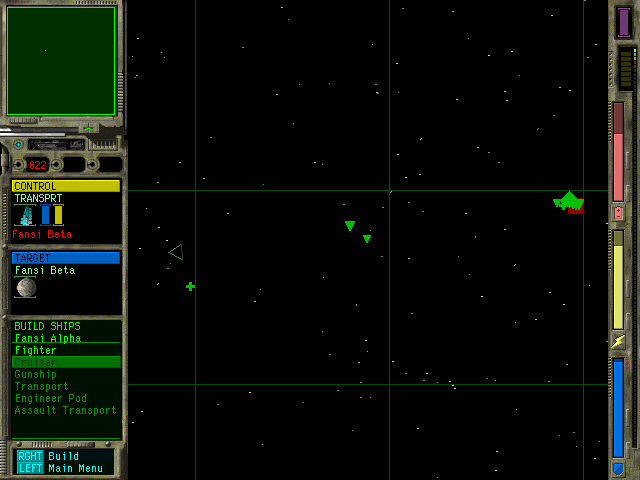 022
CONTROL
TRANSPRT
Fansi Beta
TARGET
Fansi Beta
BUILD SHIPS
Fansi Alpha
Fighter
Cruiser
Gunship
Transport
Engineer Pod
Assault Transport
RGHT Build
LEFT Main Menu